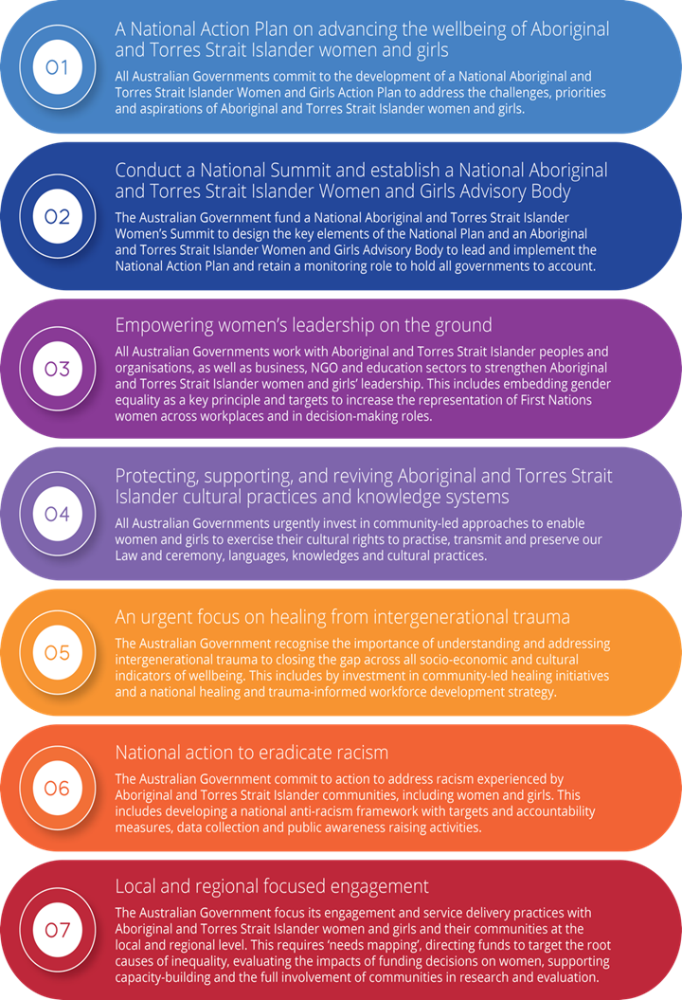 01
A National Action Plan on advancing the wellbeing of Aboriginal
and Torres Strait Islander women and girls
All Australian Governments commit to the development of a National Aboriginal and
Torres Strait Islander Women and Girls Action Plan to address the challenges, priorities
and aspirations of Aboriginal and Torres Strait Islander women and girls.
02
Conduct a National Summit and establish a National Aboriginal
and Torres Strait Islander Women and Girls Advisory Body
The Australian Government fund a National Aboriginal and Torres Strait Islander
Women's Summit to design the key elements of the National Plan and an Aboriginal
and Torres Strait Islander Women and Girls Advisory Body to lead and implement the
National Action Plan and retain a monitoring role to hold all governments to account.
03
Empowering women's leadership on the ground
All Australian Governments work with Aboriginal and Torres Strait Islander peoples and
organisations, as well as business, NGO and education sectors to strengthen Aboriginal
and Torres Strait Islander women and girls' leadership. This includes embedding gender
equality as a key principle and targets to increase the representation of First Nations
women across workplaces and in decision-making roles.
04
Protecting, supporting, and reviving Aboriginal and Torres Strait
Islander cultural practices and knowledge systems
All Australian Governments urgently invest in community-led approaches to enable
women and girls to exercise their cultural rights to practise, transmit and preserve our
Law and ceremony, languages, knowledges and cultural practices.
05
An urgent focus on healing from intergenerational trauma
The Australian Government recognise the importance of understanding and addressing
intergenerational trauma to closing the gap across all socio-economic and cultural
indicators of wellbeing. This includes by investment in community-led healing initiatives
and a national healing and trauma-informed workforce development strategy.
06
National action to eradicate racism
The Australian Government commit to action to address racism experienced by
Aboriginal and Torres Strait Islander communities, including women and girls. This
includes developing a national anti-racism framework with targets and accountability
measures, data collection and public awareness raising activities.
07
Local and regional focused engagement
The Australian Government focus its engagement and service delivery practices with
Aboriginal and Torres Strait Islander women and girls and their communities at the
local and regional level. This requires 'needs mapping', directing funds to target the root
causes of inequality, evaluating the impacts of funding decisions on women, supporting
capacity-building and the full involvement of communities in research and evaluation.